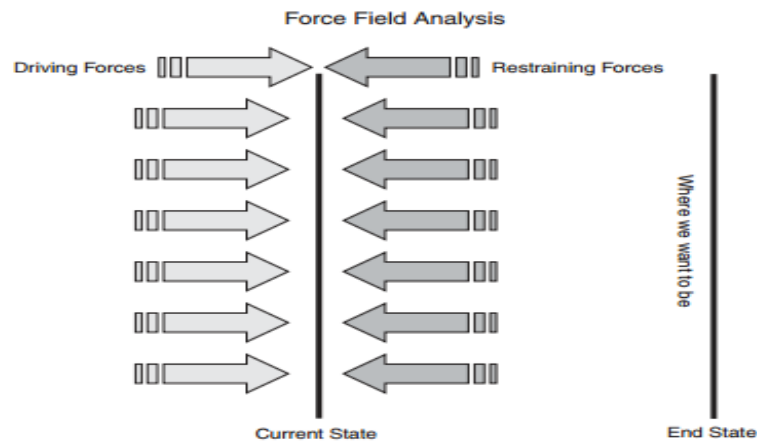 Force Field Analysis
Driving Forces
Restraining Forces
Where we want to be
Current State
End State